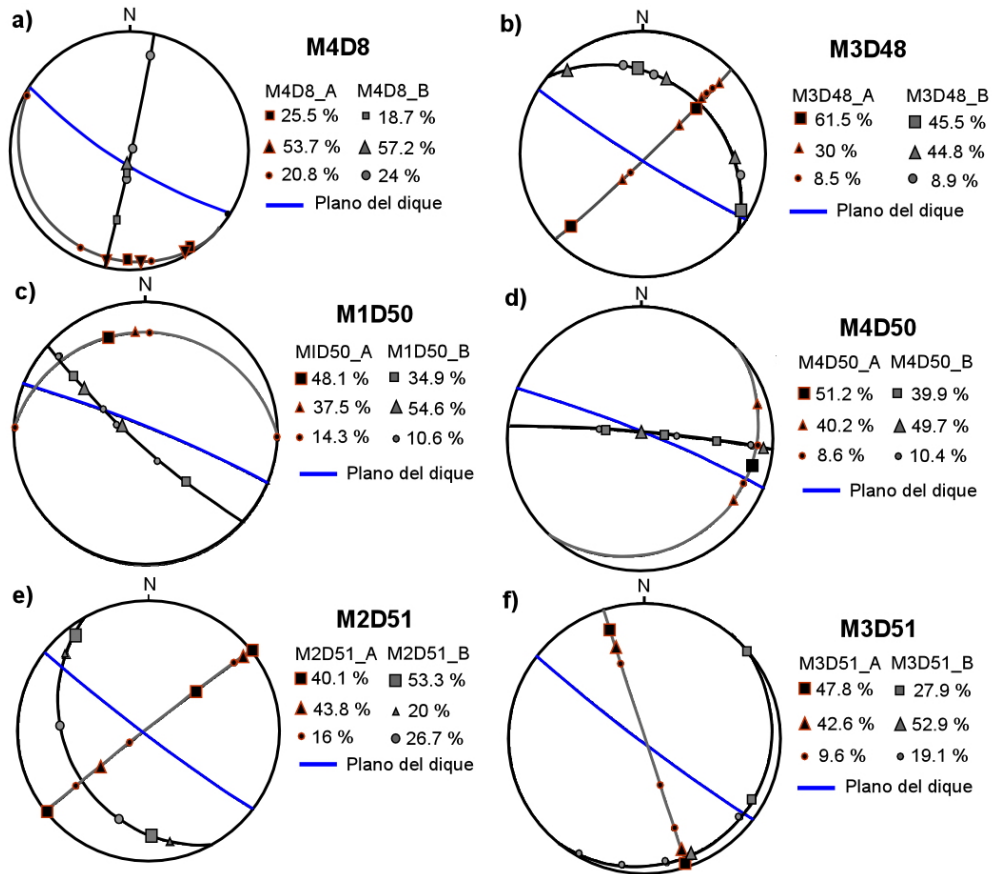 a)
N
M4D8
M4D8_A M4D8_B
25.5 % 18.7 %
53.7 % 57.2 %
20.8 % 24 %
Plano del dique
b)
N
M3D48
M3D48_A M3D48_B
61.5 % 45.5 %
30 % 44.8 %
8.5 % 8.9 %
Plano del dique
c)
N
M1D50
MID50_A M1D50_B
48.1 % 34.9 %
37.5 % 54.6 %
14.3 % 10.6 %
Plano del dique
d)
N
M4D50
M4D50_A M4D50_B
51.2 % 39.9 %
40.2 % 49.7 %
8.6 % 10.4 %
Plano del dique
e)
N
M2D51
M2D51_A M2D51_B
40.1 % 53.3 %
43.8 % 20 %
16 % 26.7 %
Plano del dique
f)
N
M3D51
M3D51_A M3D51_B
47.8 % 27.9 %
42.6 % 52.9 %
9.6 % 19.1 %
Plano del dique